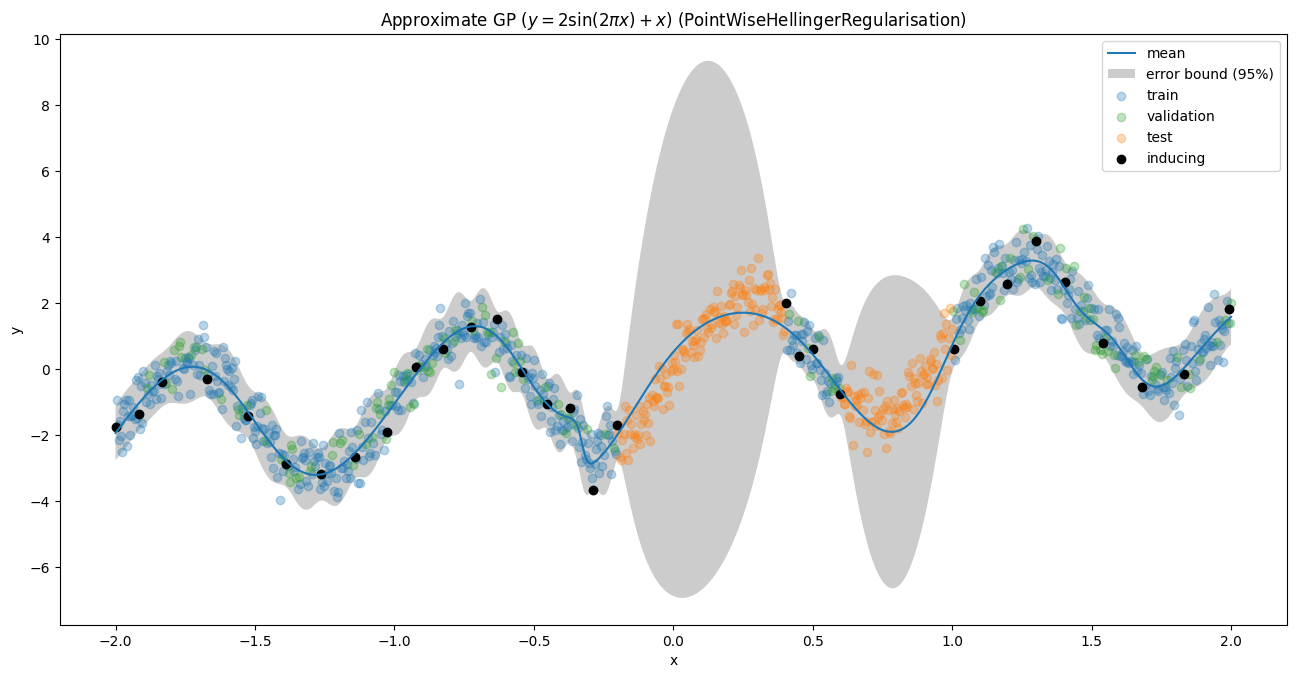 Approximate GP (y = 2sin(2πx) + x) (PointWiseHellingerRegularisation)
mean
error bound (95%)
train
validation
test
inducing
10
8
6
4
2
0
−2
−4
−6
y
−2.0 −1.5 −1.0 −0.5 0.0 0.5 1.0 1.5 2.0
x